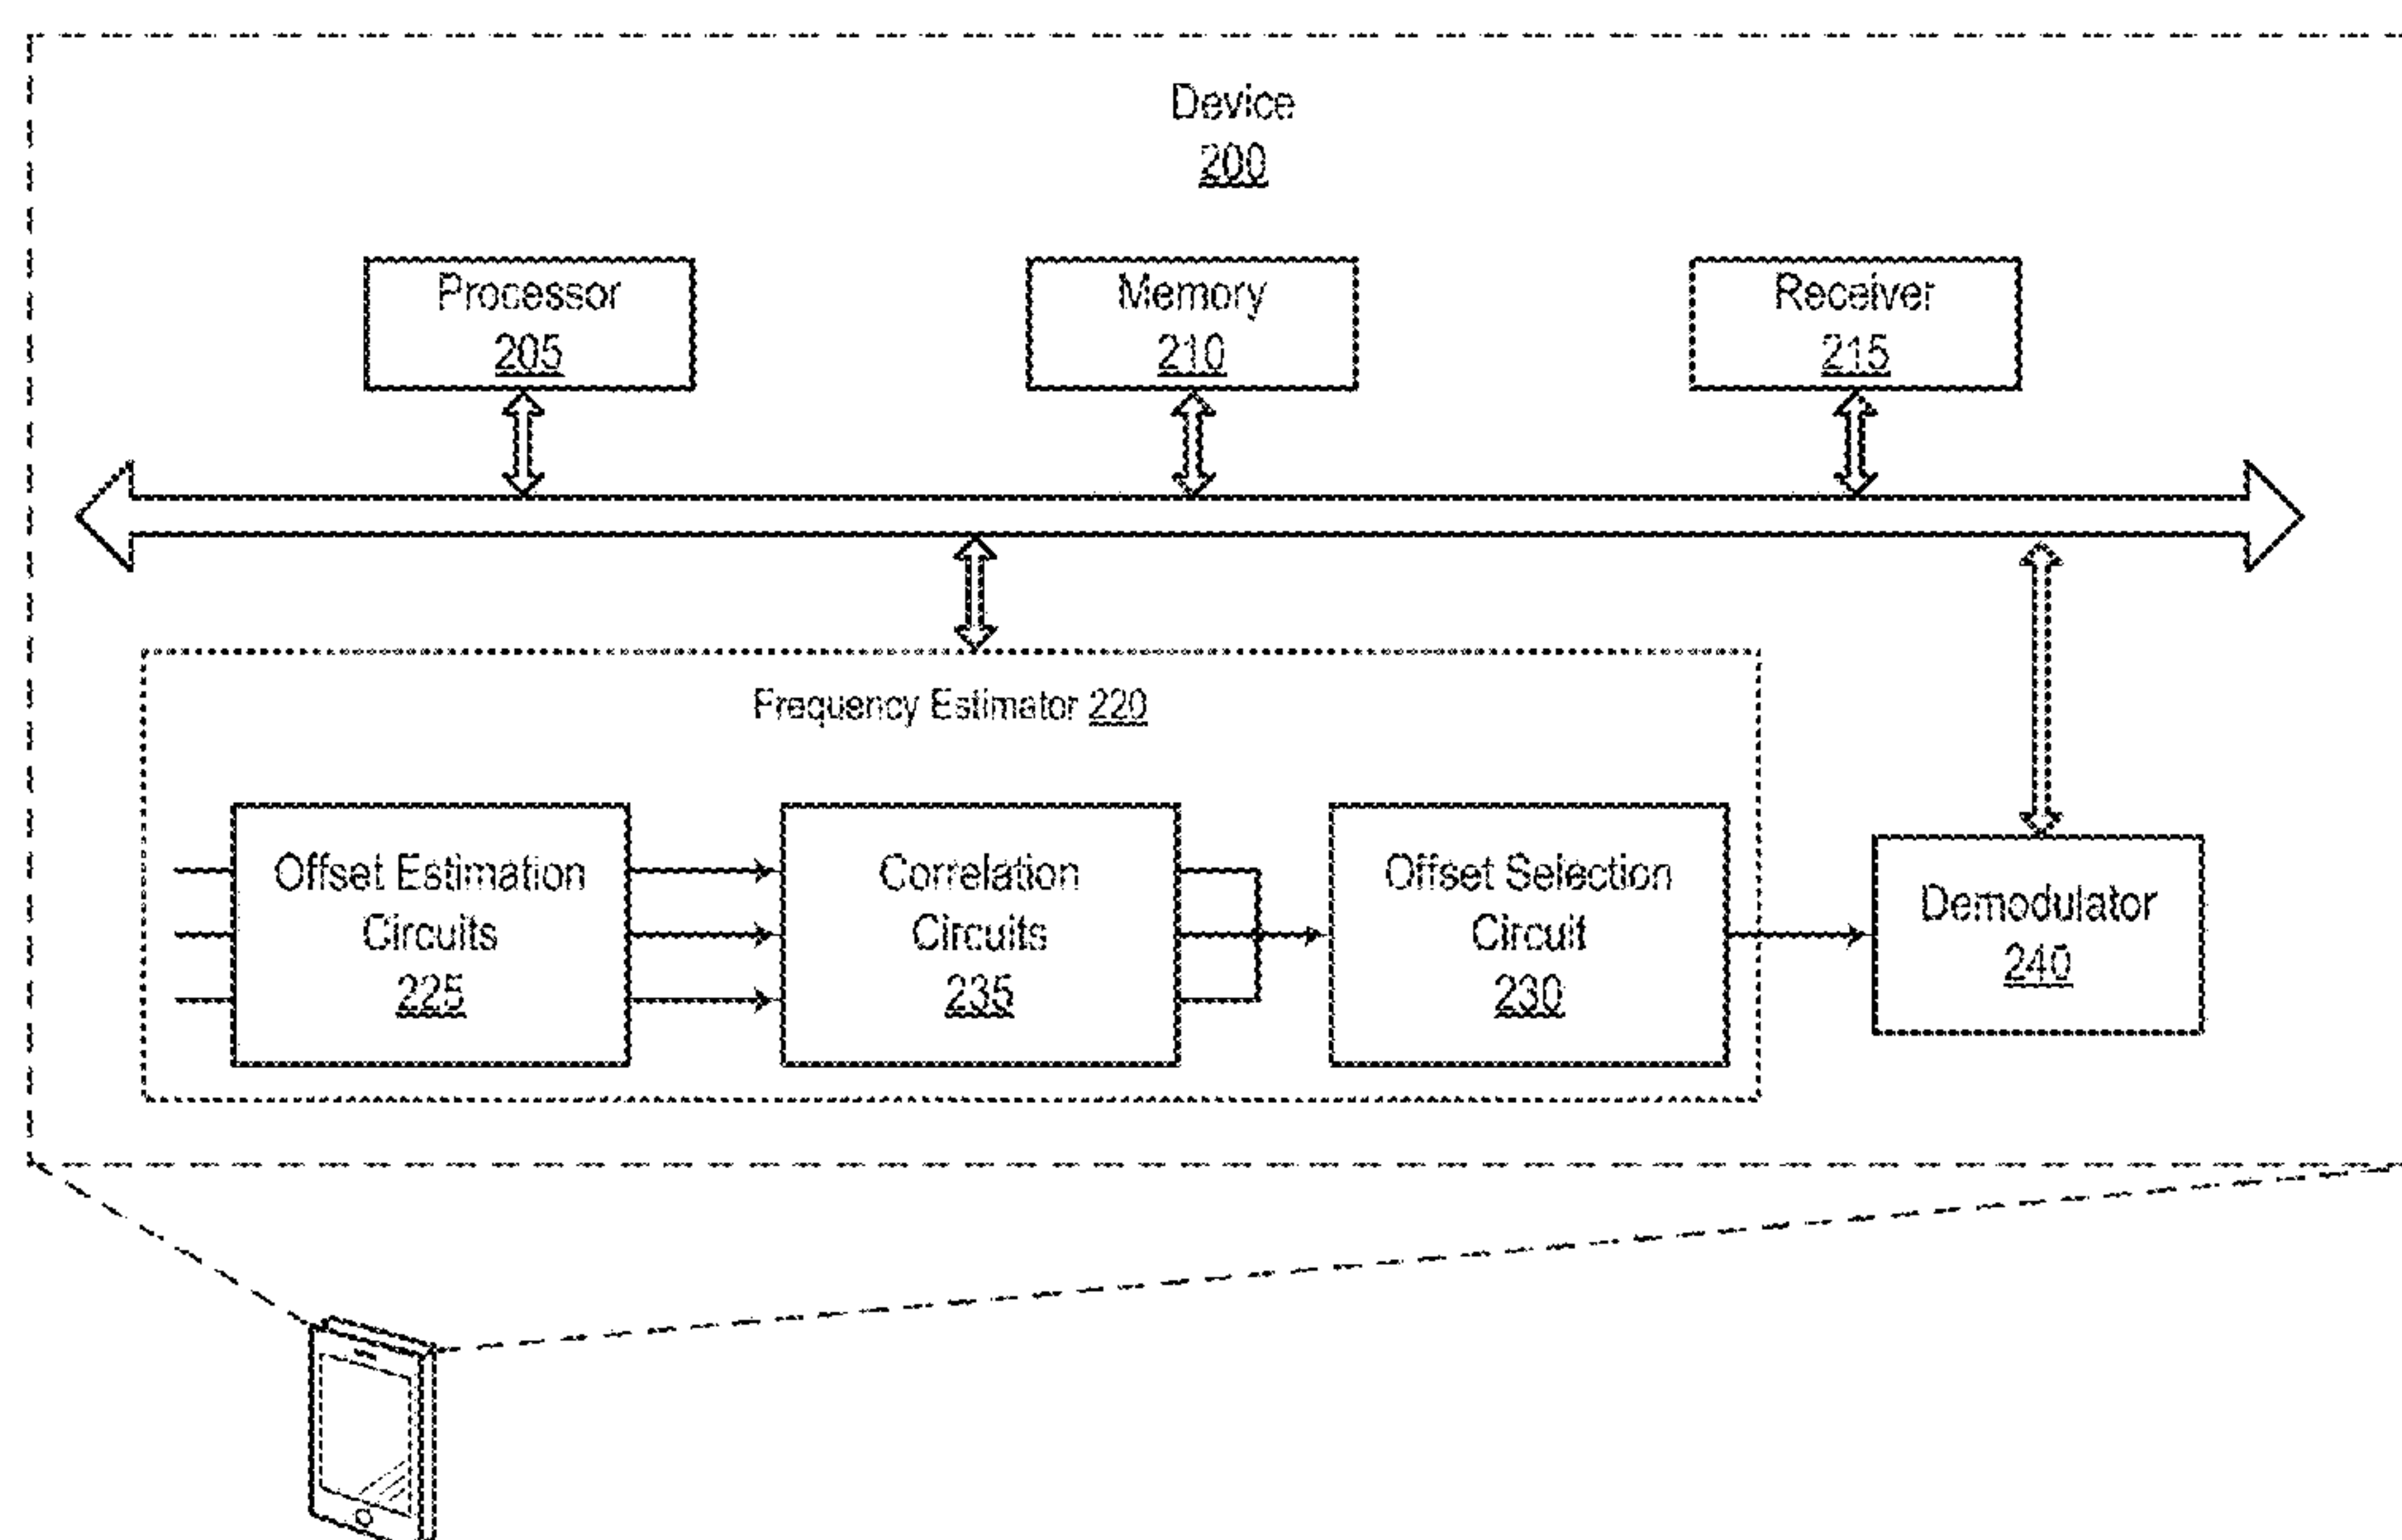 Device
200
Processor
205
Memory
210
Receiver
215
Frequency Estimator 220
Offset Estimation
Circuits
225
Correlation
Circuits
235
Offset Selection
Circuit
230
Demodulator
240